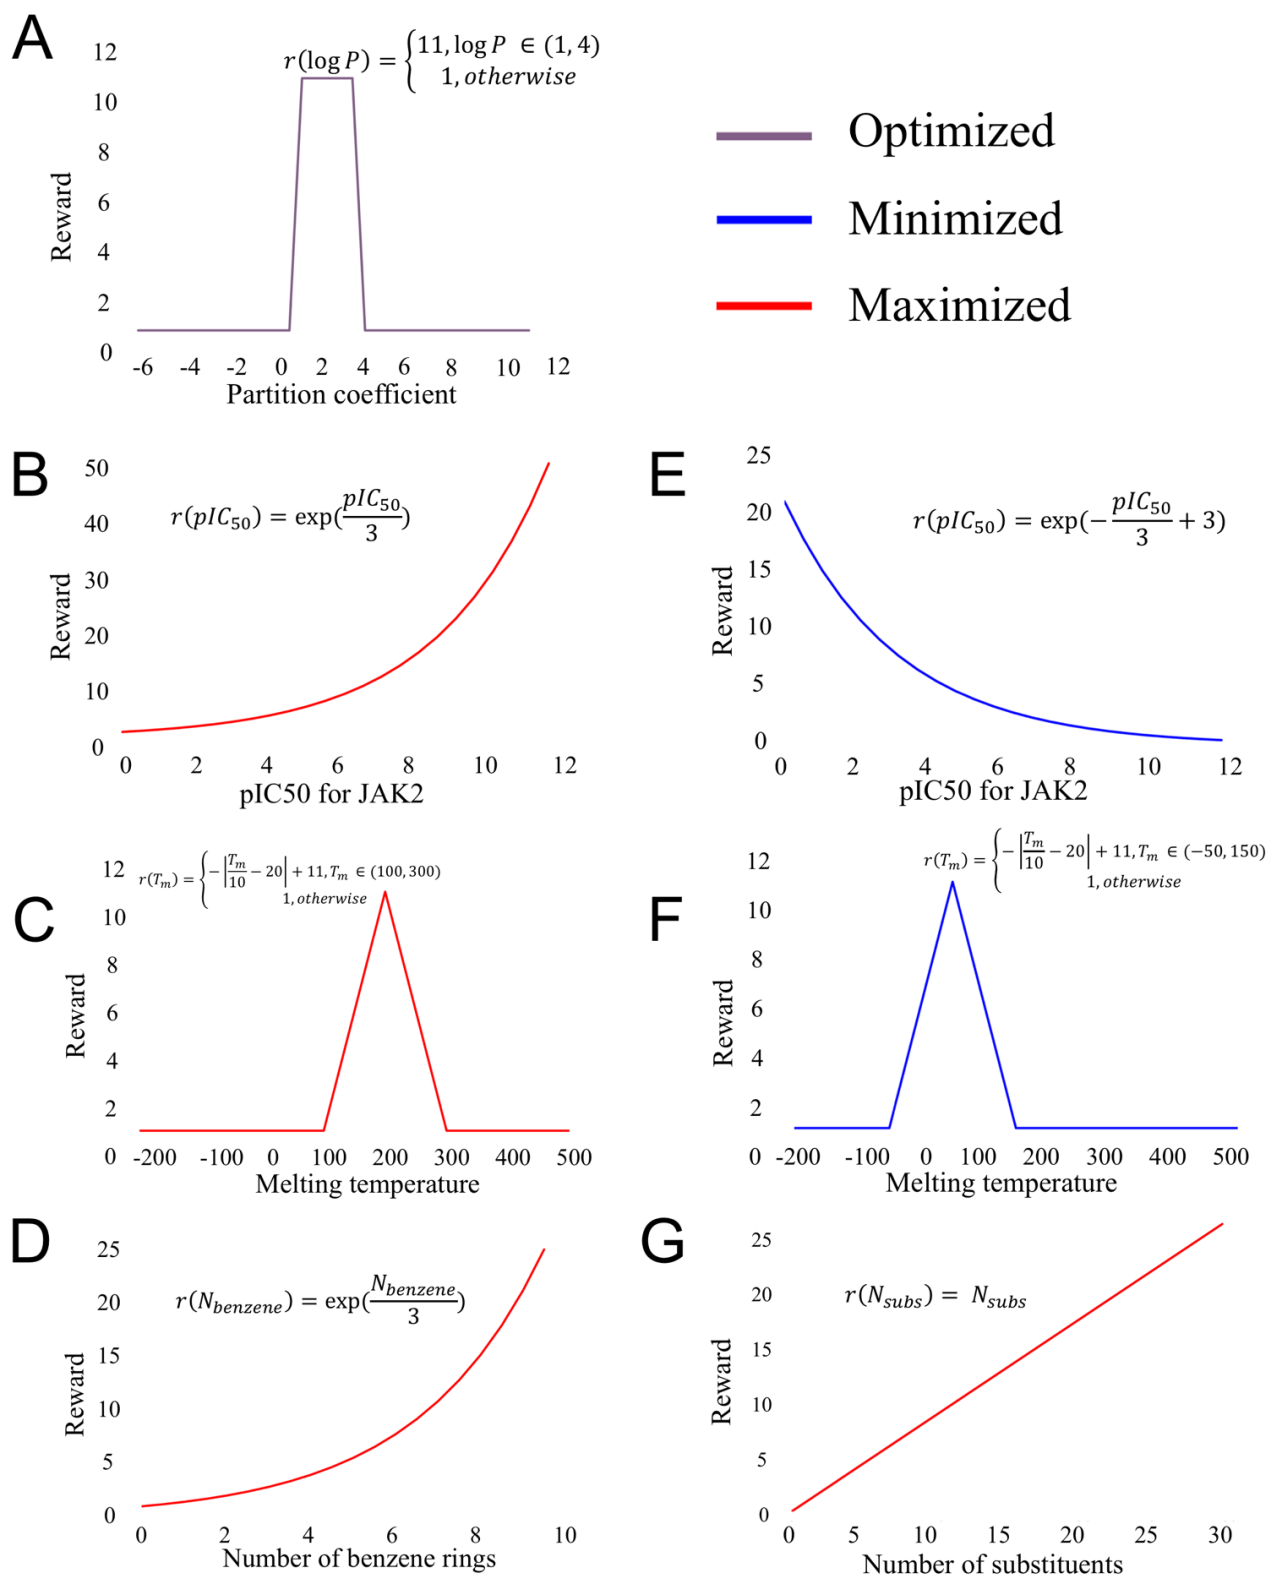 A
r(log P) = {11, log P ∈ (1, 4)
1, otherwise
12
10
8
6
4
2
0
Reward
-6 -4 -2 0 2 4 6 8 10 12
Partition coefficient
Optimized
Minimized
Maximized
B
r(pIC₅₀) = exp(pIC₅₀/3)
50
40
30
20
10
0
Reward
0 2 4 6 8 10 12
pIC50 for JAK2
E
r(pIC₅₀) = exp(−pIC₅₀/3 + 3)
25
20
15
10
5
0
Reward
0 2 4 6 8 10 12
pIC50 for JAK2
C
r(Tₘ) = {−|Tₘ/10 − 20| + 11, Tₘ ∈ (100, 300)
1, otherwise
12
10
8
6
4
2
0
Reward
-200 -100 0 100 200 300 400 500
Melting temperature
F
r(Tₘ) = {−|Tₘ/10 − 20| + 11, Tₘ ∈ (−50, 150)
1, otherwise
12
10
8
6
4
2
0
Reward
-200 -100 0 100 200 300 400 500
Melting temperature
D
r(N_benzene) = exp(N_benzene/3)
25
20
15
10
5
0
Reward
0 2 4 6 8 10
Number of benzene rings
G
r(N_subs) = N_subs
25
20
15
10
5
0
Reward
0 5 10 15 20 25 30
Number of substituents